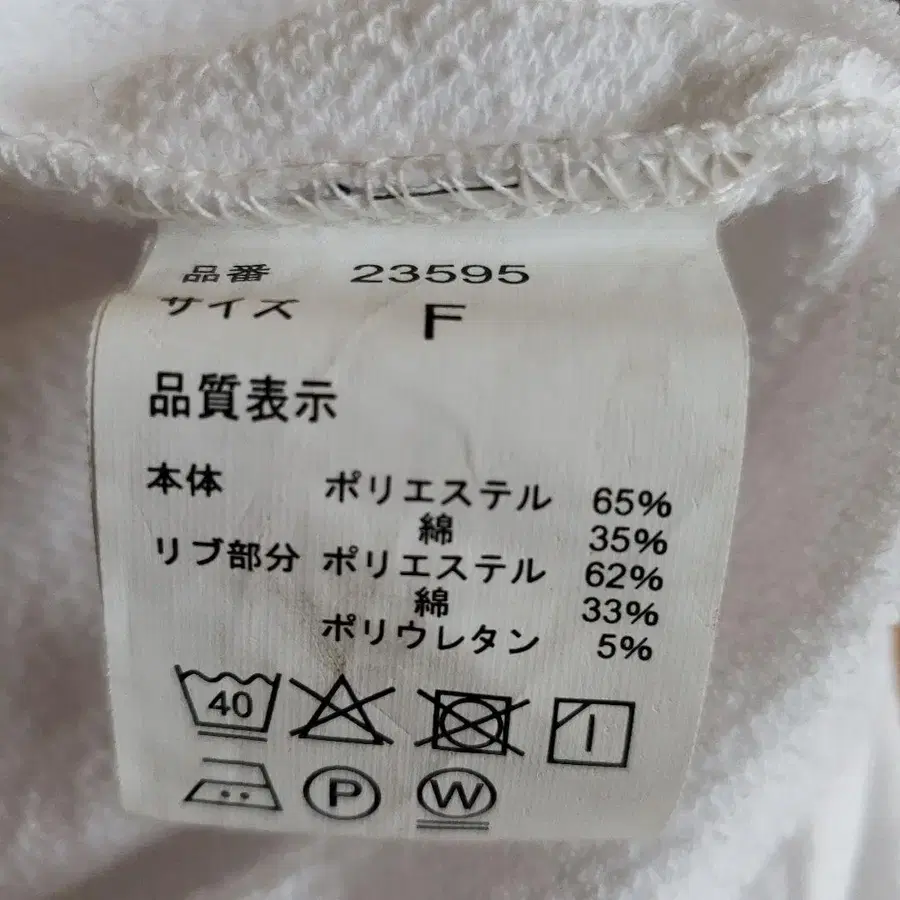 品番 23595
サイズ F
品質表示
本体 ポリエステル 65%
綿 35%
リブ部分 ポリエステル 62%
綿 33%
ポリウレタン 5%
40
P W